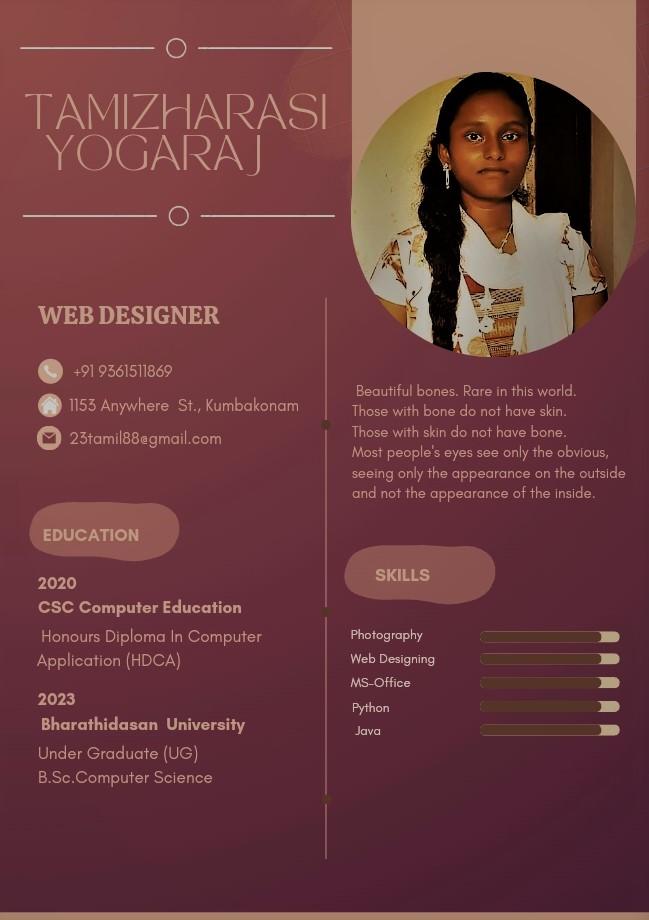 TAMIZHARASI
YOGARAJ
WEB DESIGNER
+91 9361511869
1153 Anywhere St., Kumbakonam
23tamil88@gmail.com
EDUCATION
2020
CSC Computer Education
Honours Diploma In Computer
Application (HDCA)
2023
Bharathidasan University
Under Graduate (UG)
B.Sc.Computer Science
Beautiful bones. Rare in this world.
Those with bone do not have skin.
Those with skin do not have bone.
Most people's eyes see only the obvious,
seeing only the appearance on the outside
and not the appearance of the inside.
SKILLS
Photography
Web Designing
MS-Office
Python
Java